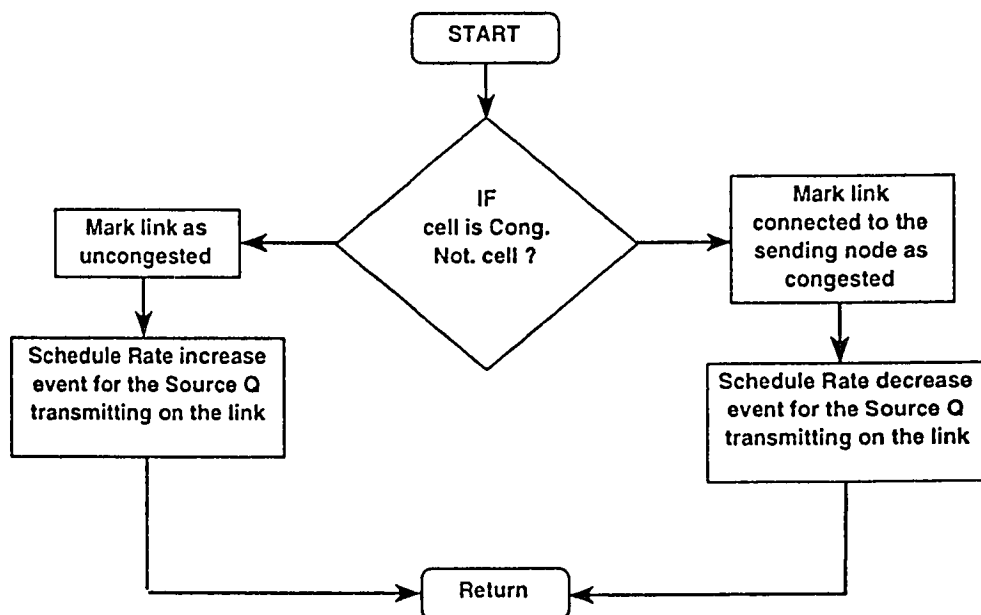 START
IF
cell is Cong.
Not. cell ?
Mark link as
uncongested
Mark link
connected to the
sending node as
congested
Schedule Rate increase
event for the Source Q
transmitting on the link
Schedule Rate decrease
event for the Source Q
transmitting on the link
Return